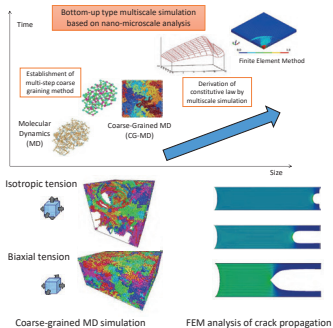 Bottom-up type multiscale simulation
based on nano-microscale analysis
Time
Finite Element Method
Establishment of
multi-step coarse
graining method
Derivation of
constitutive law by
multiscale simulation
Molecular
Dynamics
(MD)
Coarse-Grained MD
(CG-MD)
Size
Isotropic tension
Biaxial tension
Coarse-grained MD simulation
FEM analysis of crack propagation